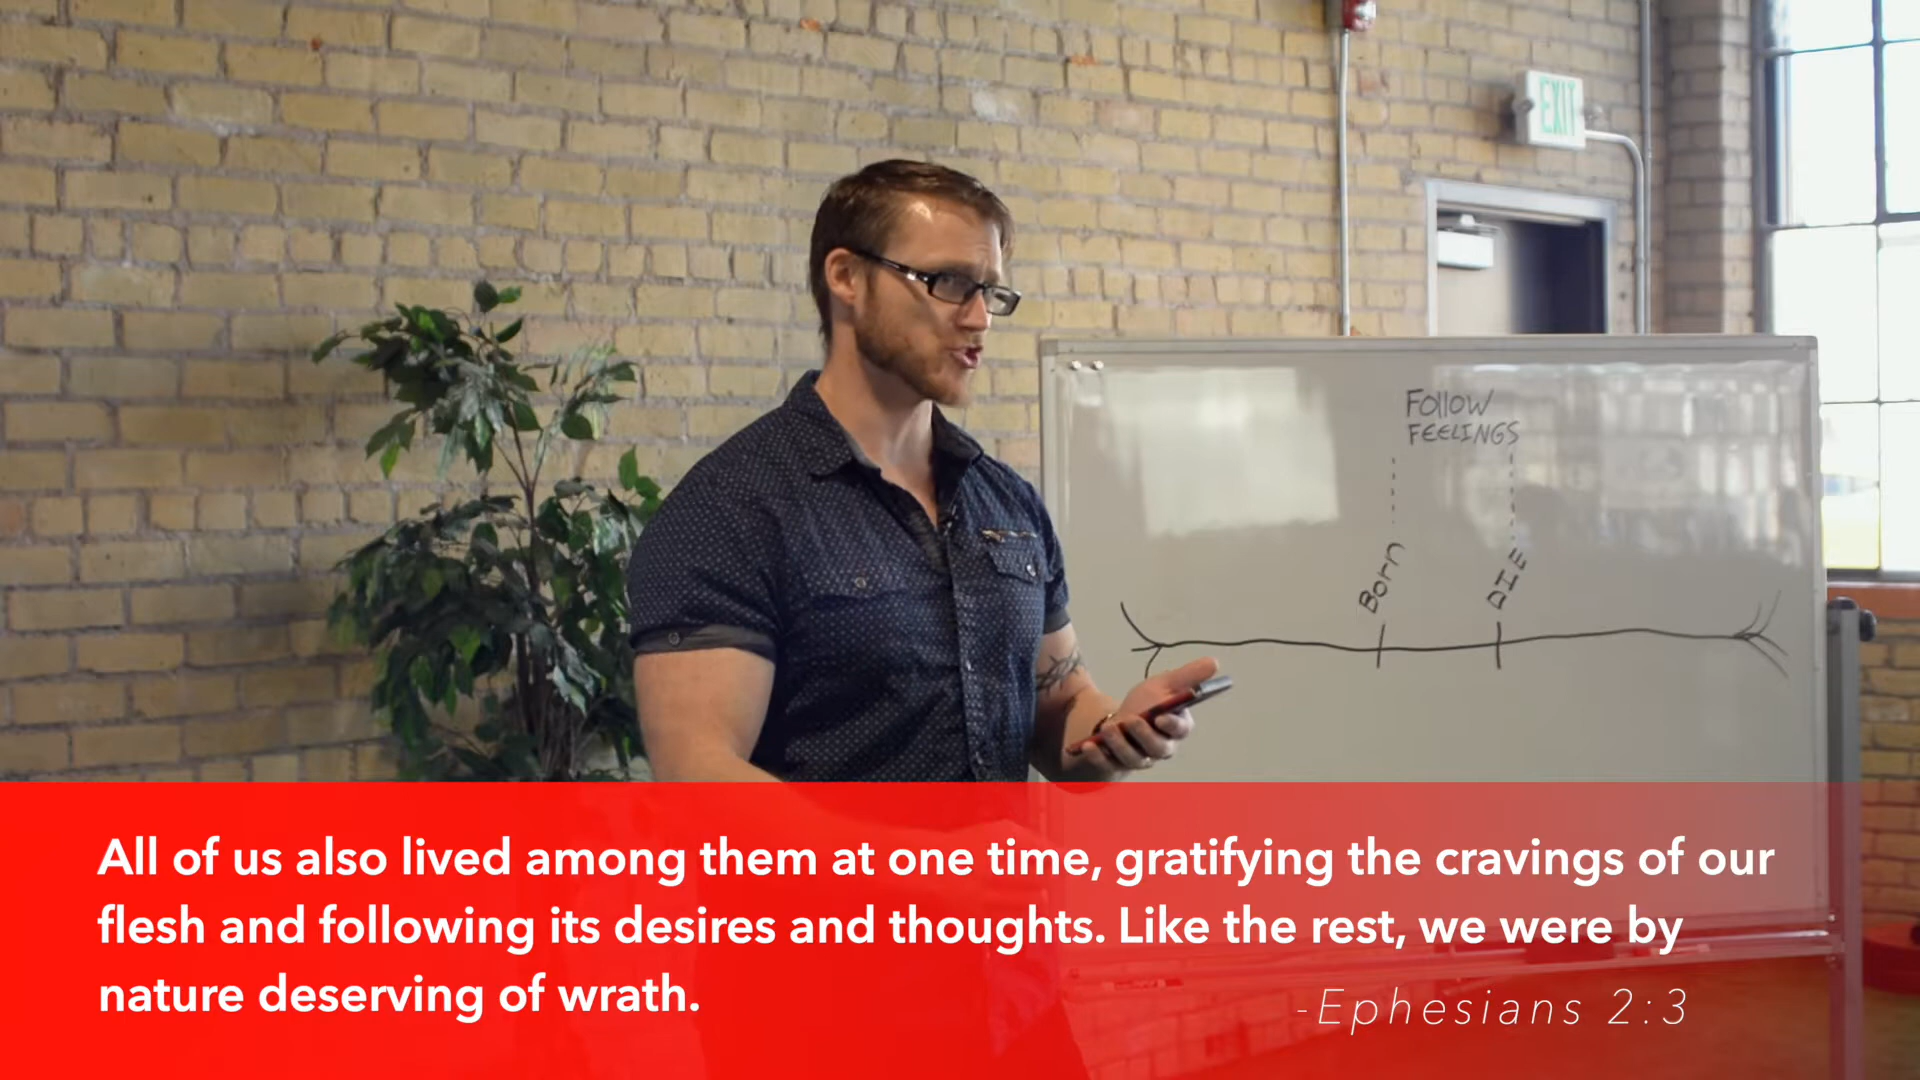 EXIT
FOLLOW
FEELINGS
Born
DIE
All of us also lived among them at one time, gratifying the cravings of our
flesh and following its desires and thoughts. Like the rest, we were by
nature deserving of wrath.
-Ephesians 2:3